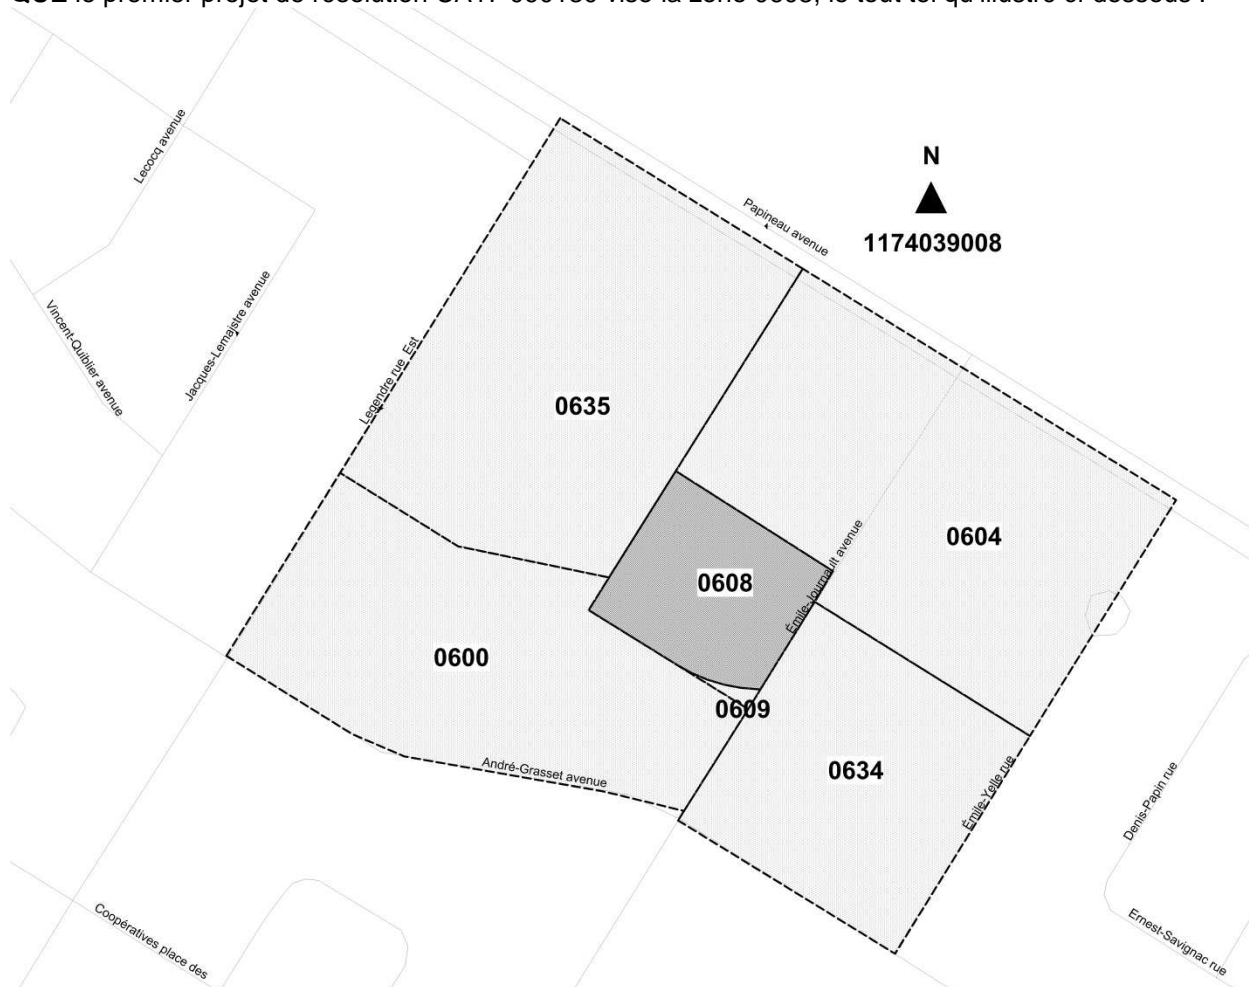 QUE le premier projet de résolution CA17 090180 vise la zone 0608, le tout tel qu'illustré ci-dessous :
N
1174039008
Lecocq avenue
Papineau avenue
Vincent-Quiblier avenue
Jacques-Lemaistre avenue
Legendre rue Est
0635
0604
Émile-Journault avenue
0608
0600
0609
0634
André-Grasset avenue
Émile-Yelle rue
Denis-Papin rue
Coopératives place des
Ernest-Savignac rue